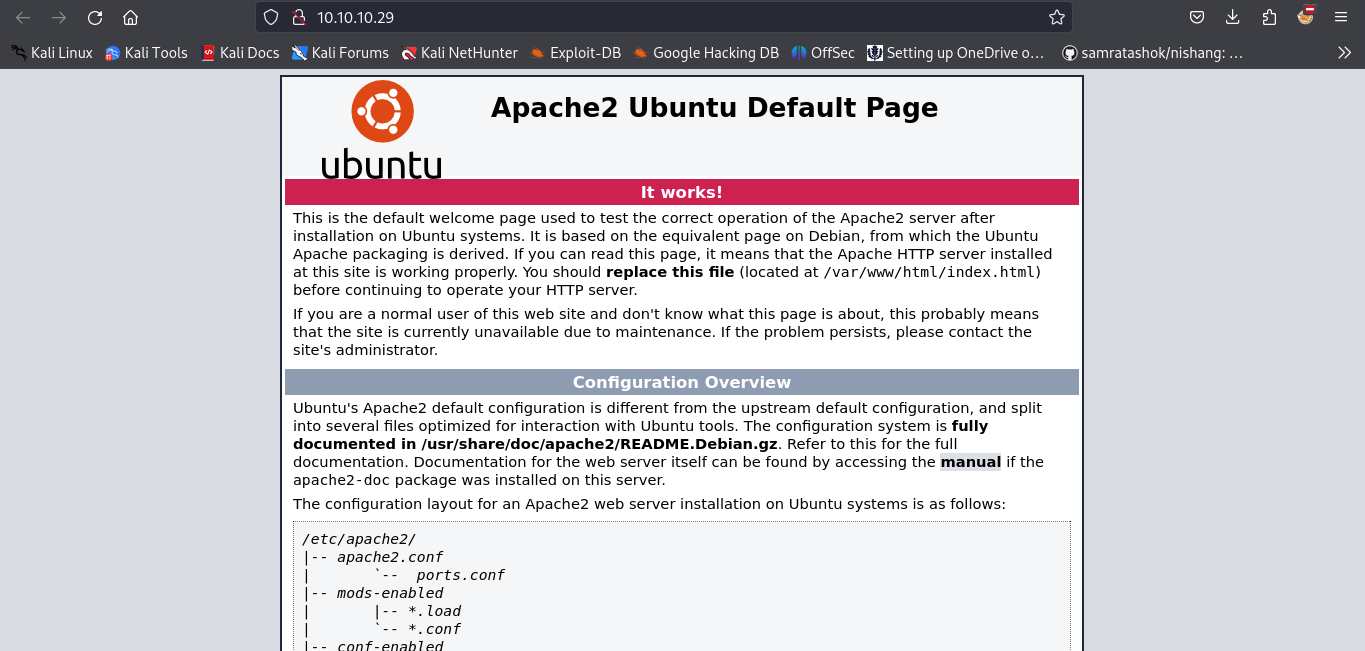 10.10.10.29
Kali Linux Kali Tools Kali Docs Kali Forums Kali NetHunter Exploit-DB Google Hacking DB OffSec Setting up OneDrive o… samratashok/nishang: …
Apache2 Ubuntu Default Page
ubuntu
It works!
This is the default welcome page used to test the correct operation of the Apache2 server after
installation on Ubuntu systems. It is based on the equivalent page on Debian, from which the Ubuntu
Apache packaging is derived. If you can read this page, it means that the Apache HTTP server installed
at this site is working properly. You should replace this file (located at /var/www/html/index.html)
before continuing to operate your HTTP server.
If you are a normal user of this web site and don't know what this page is about, this probably means
that the site is currently unavailable due to maintenance. If the problem persists, please contact the
site's administrator.
Configuration Overview
Ubuntu's Apache2 default configuration is different from the upstream default configuration, and split
into several files optimized for interaction with Ubuntu tools. The configuration system is fully
documented in /usr/share/doc/apache2/README.Debian.gz. Refer to this for the full
documentation. Documentation for the web server itself can be found by accessing the manual if the
apache2-doc package was installed on this server.
The configuration layout for an Apache2 web server installation on Ubuntu systems is as follows:
/etc/apache2/
|-- apache2.conf
|       `--  ports.conf
|-- mods-enabled
|       |-- *.load
|       `-- *.conf
|-- conf-enabled